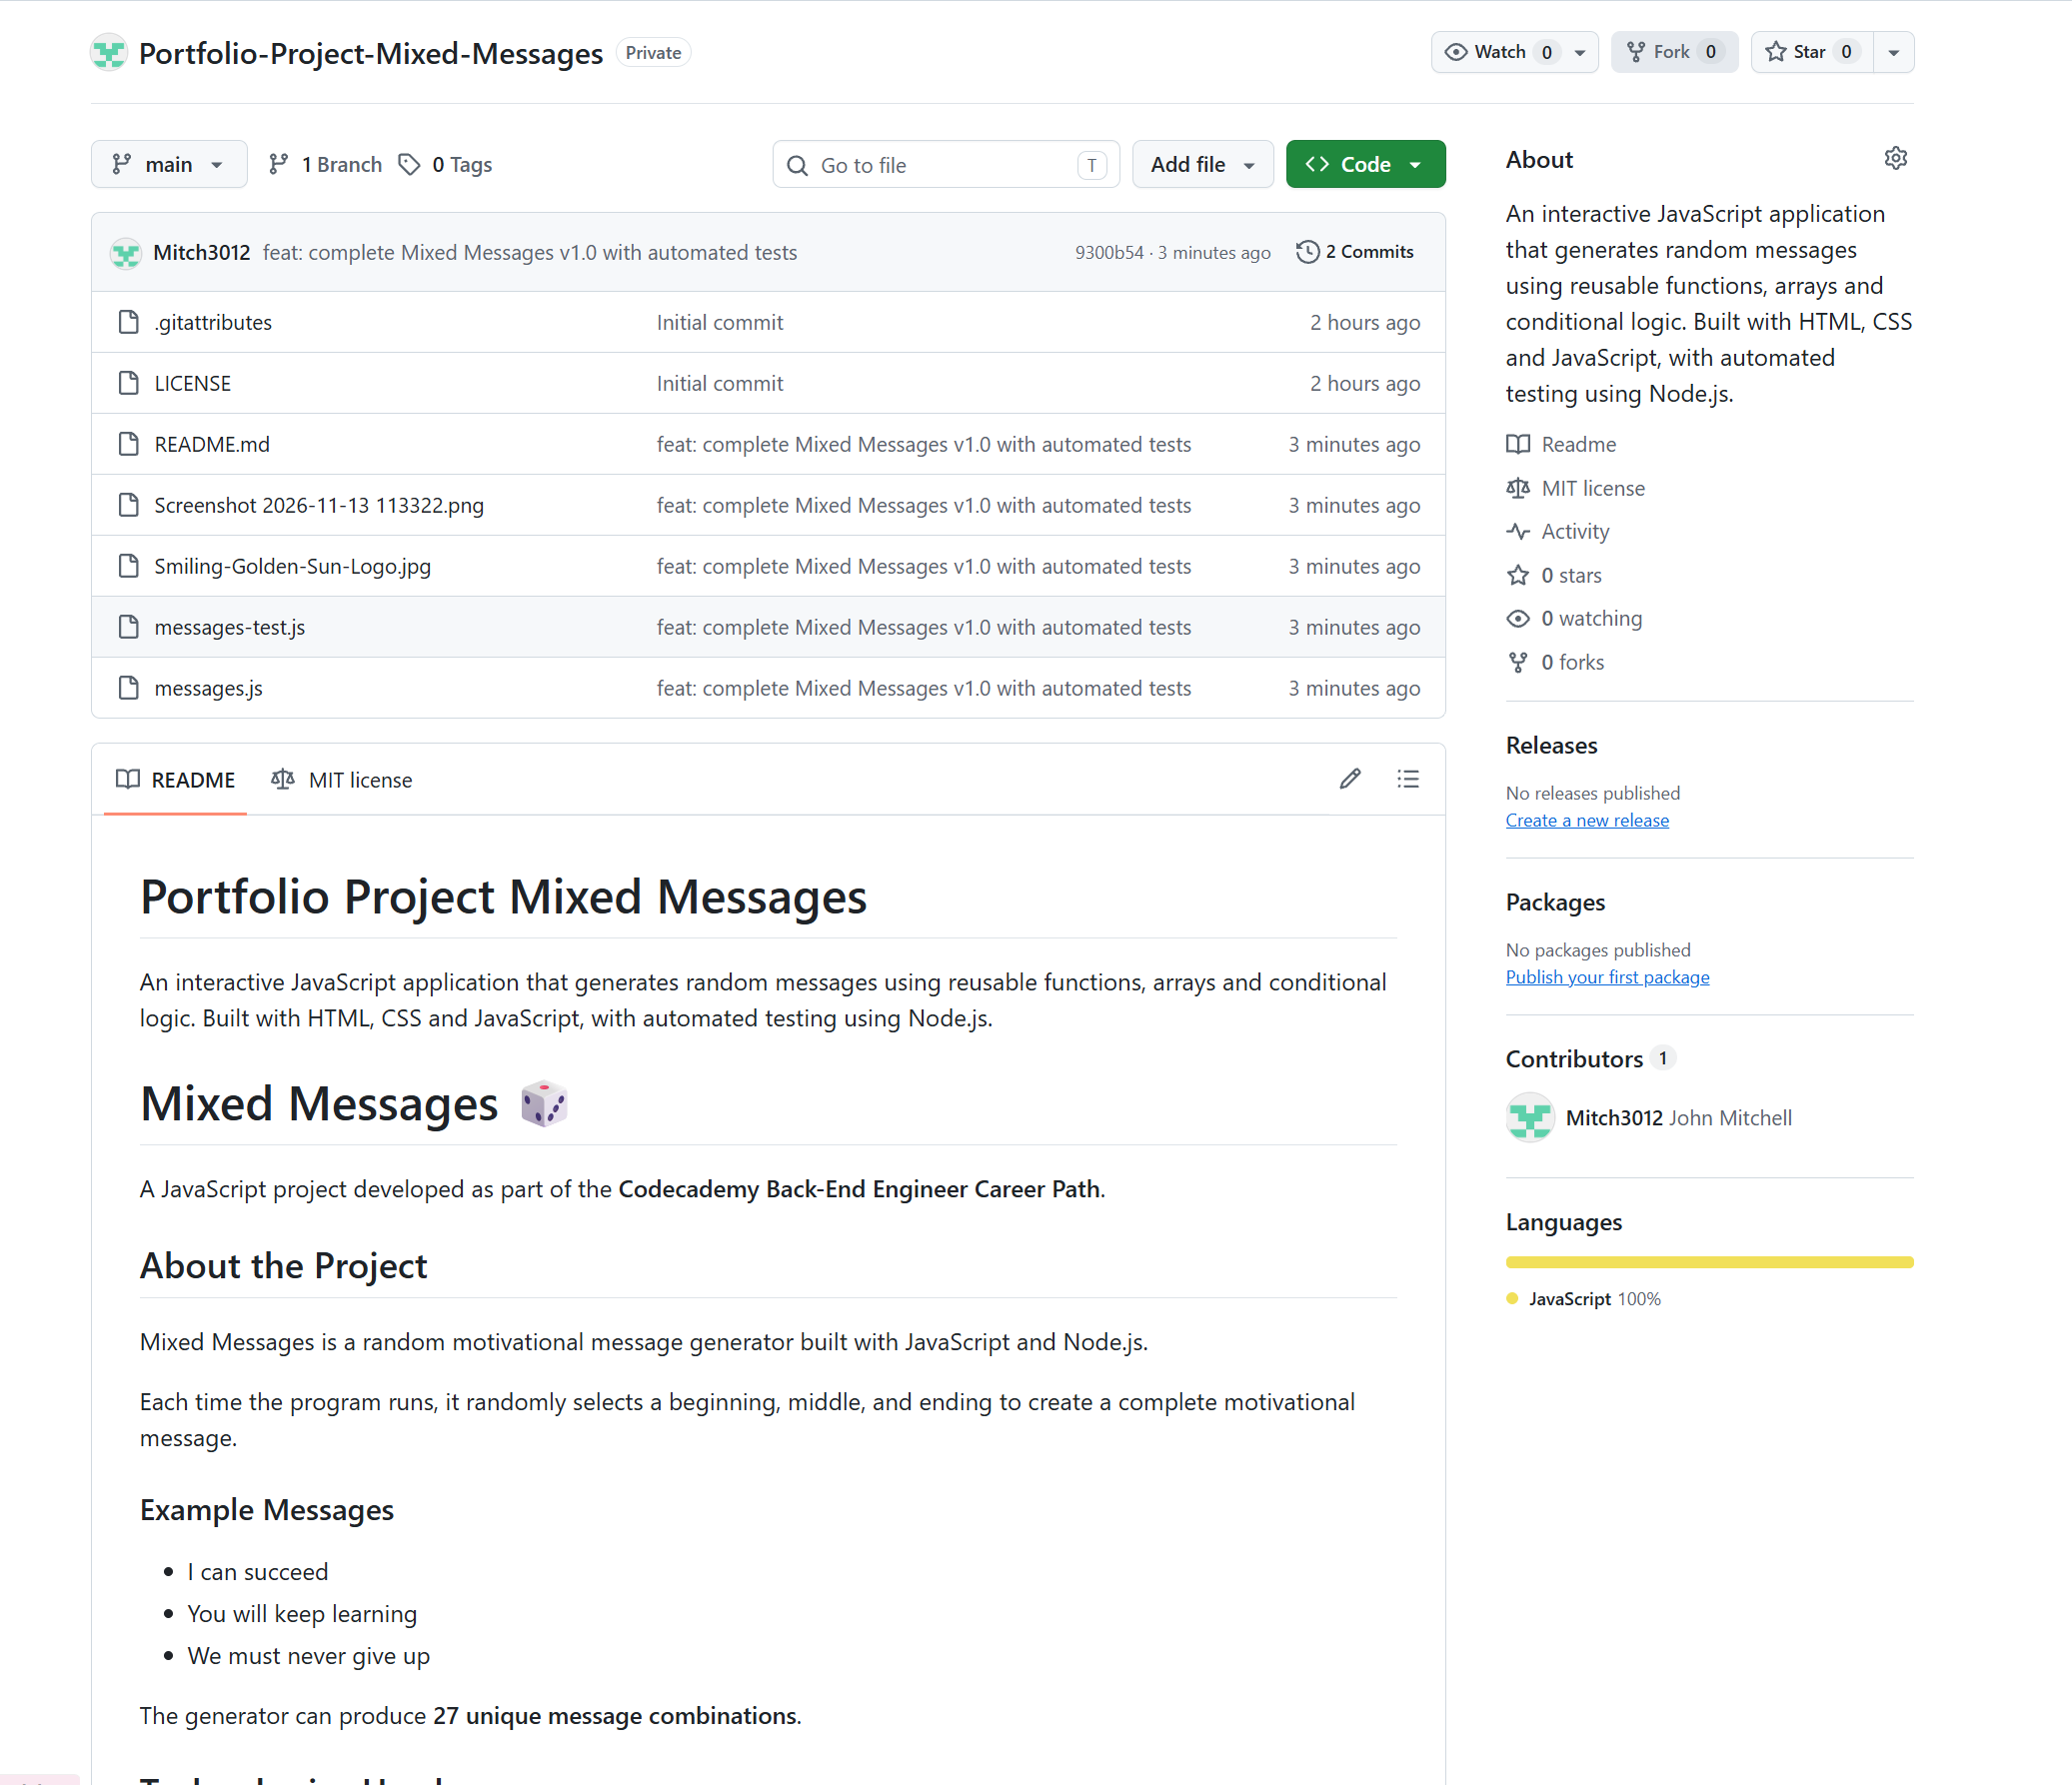 Portfolio-Project-Mixed-Messages Private
Watch 0
Fork 0
Star 0
main
1 Branch
0 Tags
Go to file T
Add file
Code
Mitch3012 feat: complete Mixed Messages v1.0 with automated tests 9300b54 · 3 minutes ago 2 Commits
.gitattributes Initial commit 2 hours ago
LICENSE Initial commit 2 hours ago
README.md feat: complete Mixed Messages v1.0 with automated tests 3 minutes ago
Screenshot 2026-11-13 113322.png feat: complete Mixed Messages v1.0 with automated tests 3 minutes ago
Smiling-Golden-Sun-Logo.jpg feat: complete Mixed Messages v1.0 with automated tests 3 minutes ago
messages-test.js feat: complete Mixed Messages v1.0 with automated tests 3 minutes ago
messages.js feat: complete Mixed Messages v1.0 with automated tests 3 minutes ago
README
MIT license
Portfolio Project Mixed Messages
An interactive JavaScript application that generates random messages using reusable functions, arrays and conditional
logic. Built with HTML, CSS and JavaScript, with automated testing using Node.js.
Mixed Messages 🎲
A JavaScript project developed as part of the Codecademy Back-End Engineer Career Path.
About the Project
Mixed Messages is a random motivational message generator built with JavaScript and Node.js.
Each time the program runs, it randomly selects a beginning, middle, and ending to create a complete motivational
message.
Example Messages
• I can succeed
• You will keep learning
• We must never give up
The generator can produce 27 unique message combinations.
About
An interactive JavaScript application
that generates random messages
using reusable functions, arrays and
conditional logic. Built with HTML, CSS
and JavaScript, with automated
testing using Node.js.
Readme
MIT license
Activity
0 stars
0 watching
0 forks
Releases
No releases published
Create a new release
Packages
No packages published
Publish your first package
Contributors 1
Mitch3012 John Mitchell
Languages
JavaScript 100%